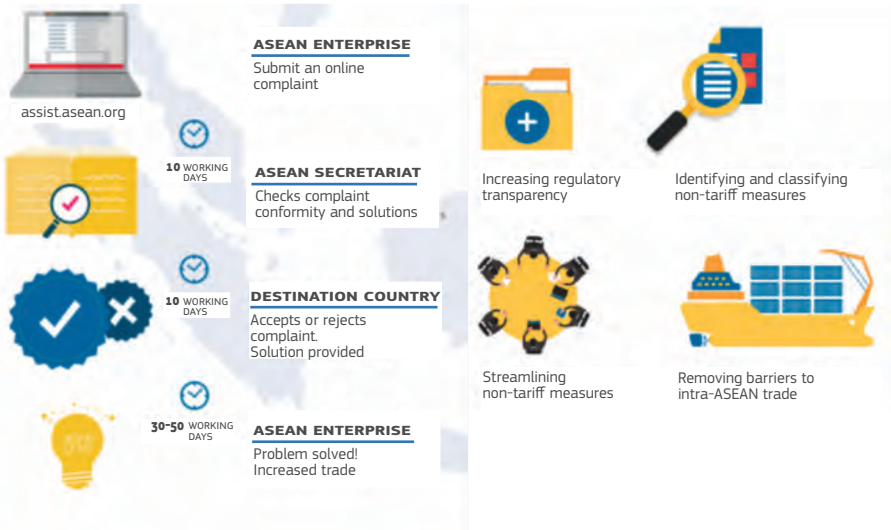 ASEAN ENTERPRISE
Submit an online
complaint
assist.asean.org
10 WORKING
DAYS
ASEAN SECRETARIAT
Checks complaint
conformity and solutions
10 WORKING
DAYS
DESTINATION COUNTRY
Accepts or rejects
complaint.
Solution provided
30-50 WORKING
DAYS
ASEAN ENTERPRISE
Problem solved!
Increased trade
Increasing regulatory
transparency
Identifying and classifying
non-tariff measures
Streamlining
non-tariff measures
Removing barriers to
intra-ASEAN trade